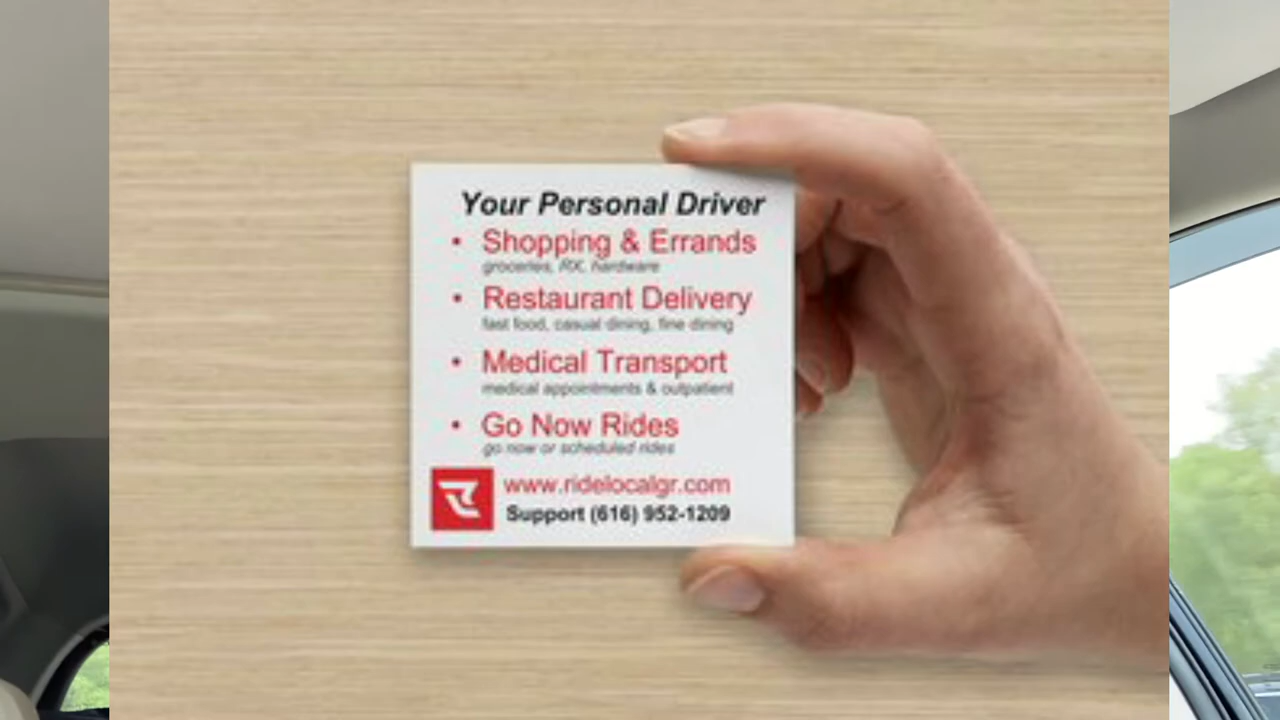 Your Personal Driver
• Shopping & Errands
groceries, RX, hardware
• Restaurant Delivery
fast food, casual dining, fine dining
• Medical Transport
medical appointments & outpatient
• Go Now Rides
go now or scheduled rides
www.ridelocalgr.com
Support (616) 952-1209